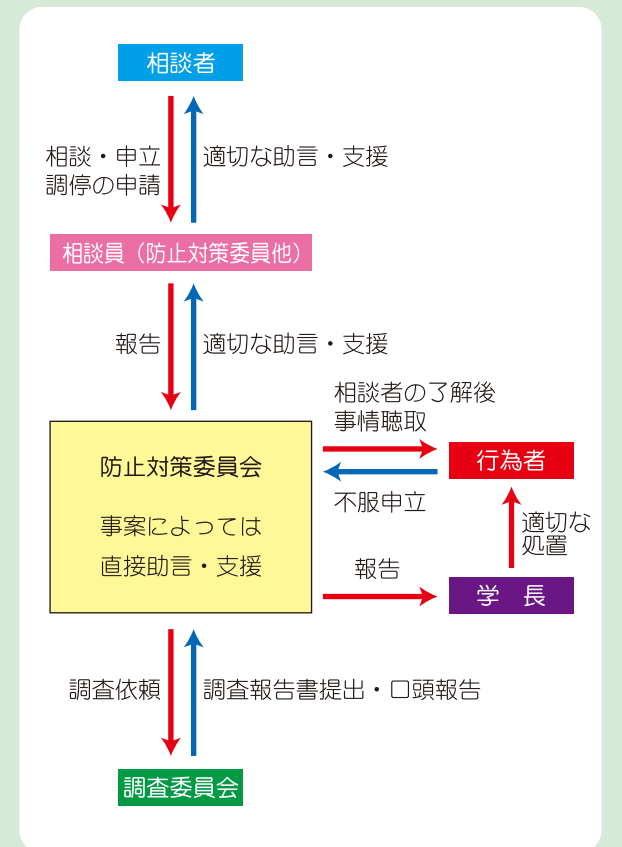 相談者
相談・申立
調停の申請
適切な助言・支援
相談員（防止対策委員他）
報告
適切な助言・支援
相談者の了解後
事情聴取
防止対策委員会
事案によっては
直接助言・支援
行為者
不服申立
適切な
処置
報告
学　長
調査依頼
調査報告書提出・口頭報告
調査委員会